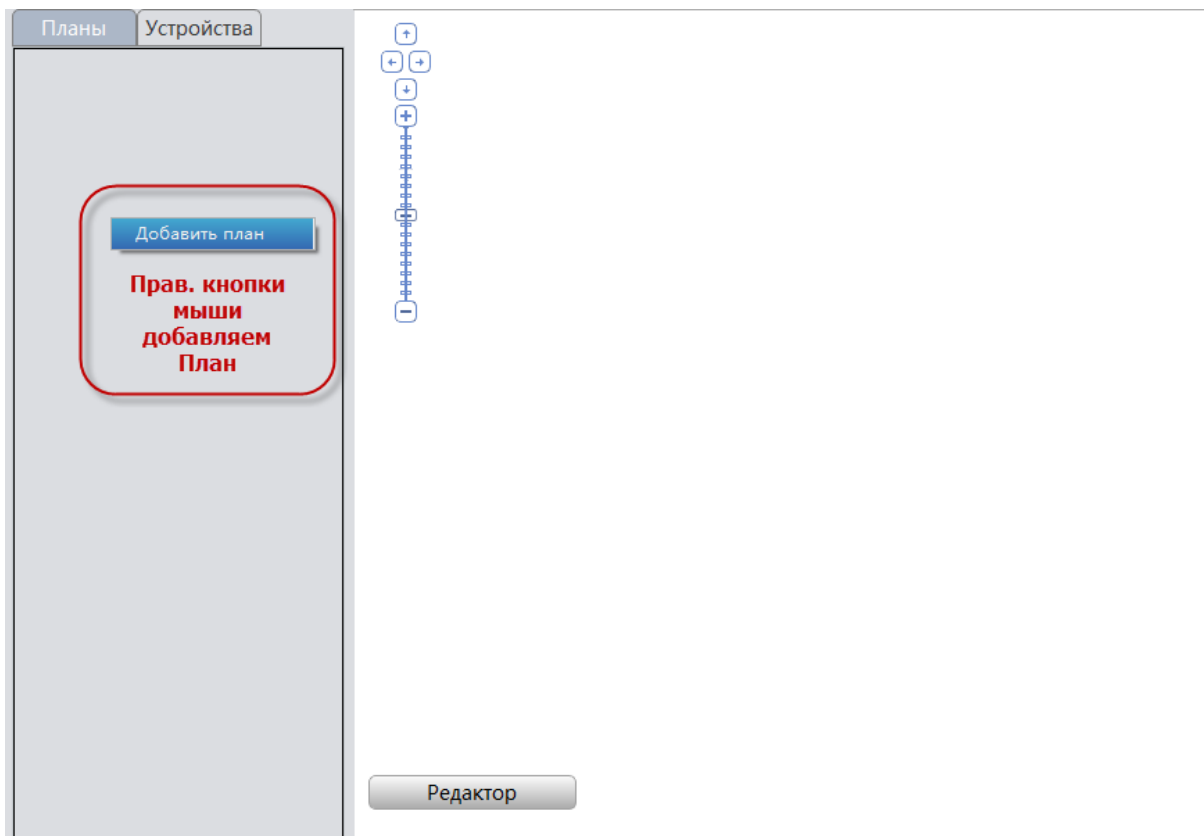 Планы
Устройства
Добавить план
Прав. кнопки
мыши
добавляем
План
Редактор